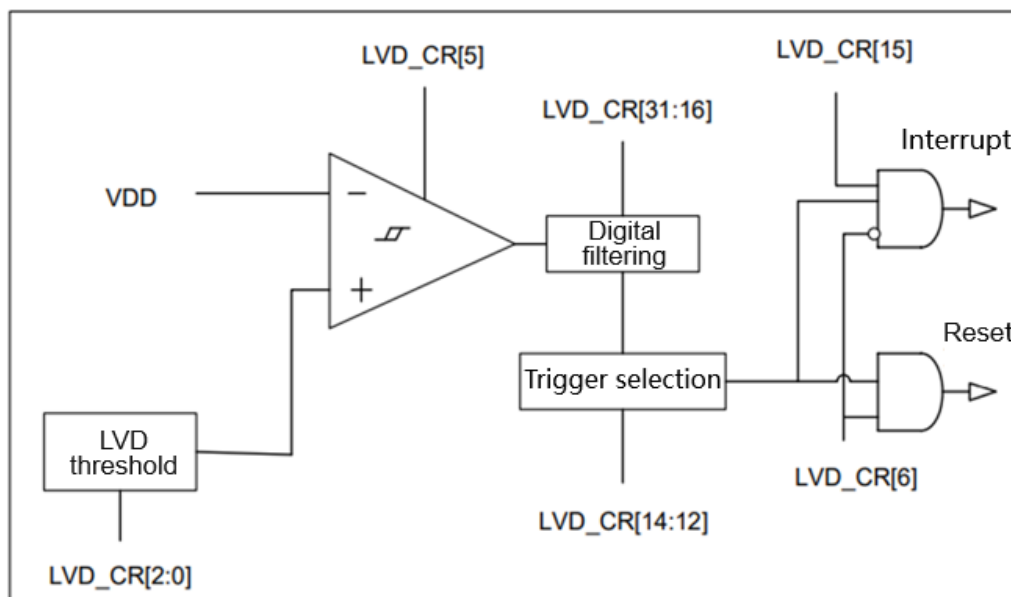 LVD_CR[5]
LVD_CR[15]
LVD_CR[31:16]
Interrupt
VDD
−
Digital
filtering
+
Reset
Trigger selection
LVD
threshold
LVD_CR[6]
LVD_CR[14:12]
LVD_CR[2:0]